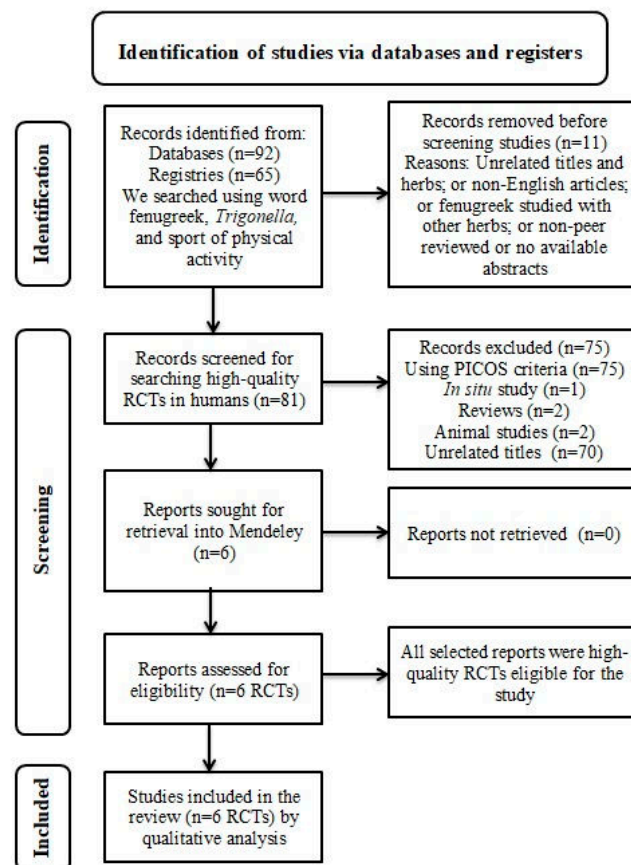 Identification of studies via databases and registers
Identification
Records identified from:
Databases (n=92)
Registries (n=65)
We searched using word
fenugreek, Trigonella,
and sport of physical
activity
Records removed before
screening studies (n=11)
Reasons: Unrelated titles and
herbs; or non-English articles;
or fenugreek studied with
other herbs; or non-peer
reviewed or no available
abstracts
Screening
Records screened for
searching high-quality
RCTs in humans (n=81)
Records excluded (n=75)
Using PICOS criteria (n=75)
In situ study (n=1)
Reviews (n=2)
Animal studies (n=2)
Unrelated titles (n=70)
Reports sought for
retrieval into Mendeley
(n=6)
Reports not retrieved (n=0)
Reports assessed for
eligibility (n=6 RCTs)
All selected reports were high-
quality RCTs eligible for the
study
Included
Studies included in the
review (n=6 RCTs) by
qualitative analysis